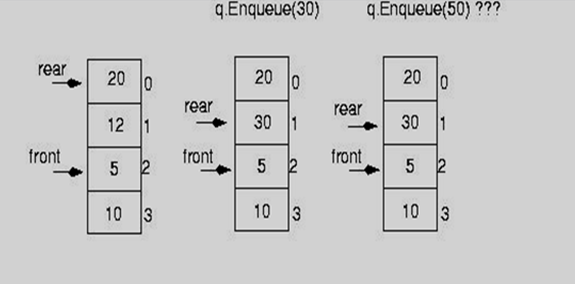 q.Enqueue(30) q.Enqueue(50) ???
rear 20 0 20 0 20 0
12 1 rear 30 1 rear 30 1
front 5 2 front 5 2 front 5 2
10 3 10 3 10 3